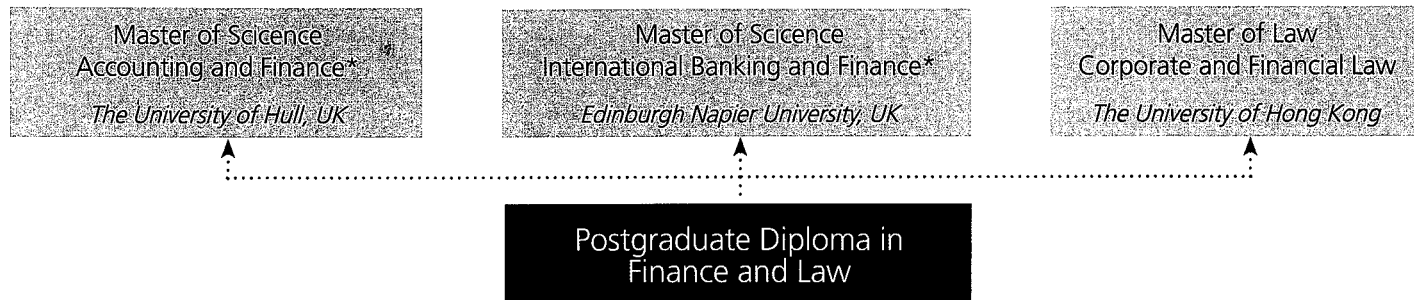 Master of Scicence
Accounting and Finance*
The University of Hull, UK
Master of Scicence
International Banking and Finance*
Edinburgh Napier University, UK
Master of Law
Corporate and Financial Law
The University of Hong Kong
Postgraduate Diploma in
Finance and Law